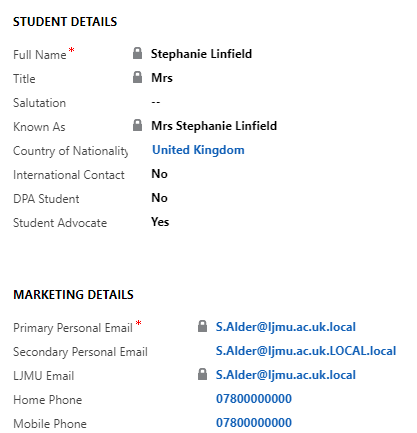 STUDENT DETAILS
Full Name* Stephanie Linfield
Title Mrs
Salutation --
Known As Mrs Stephanie Linfield
Country of Nationality United Kingdom
International Contact No
DPA Student No
Student Advocate Yes
MARKETING DETAILS
Primary Personal Email* S.Alder@ljmu.ac.uk.local
Secondary Personal Email S.Alder@ljmu.ac.uk.LOCAL.local
LJMU Email S.Alder@ljmu.ac.uk.local
Home Phone 07800000000
Mobile Phone 07800000000